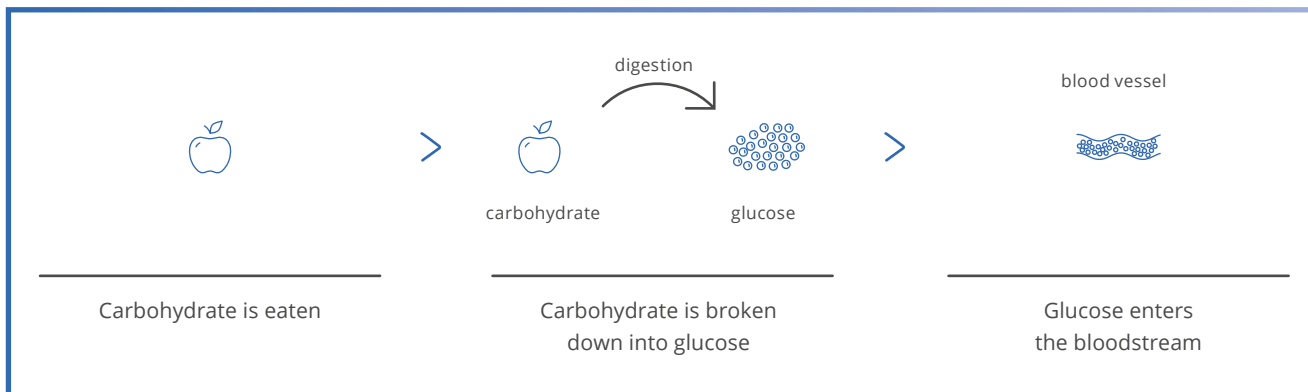 digestion
blood vessel
carbohydrate
glucose
Carbohydrate is eaten
Carbohydrate is broken
down into glucose
Glucose enters
the bloodstream